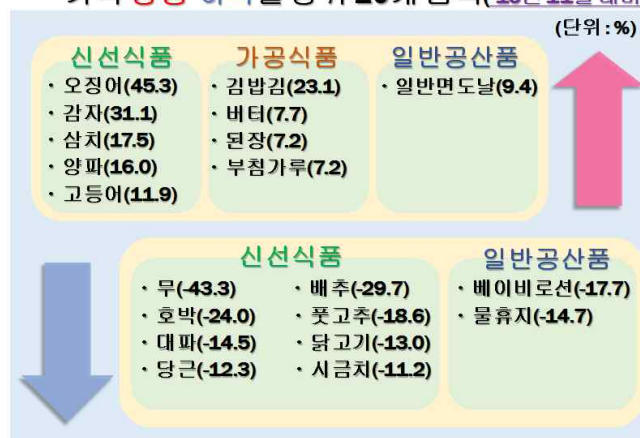 (단위:%)
신선식품
· 오징어(45.3)
· 감자(31.1)
· 삼치(17.5)
· 양파(16.0)
· 고등어(11.9)
가공식품
· 김밥김(23.1)
· 버터(7.7)
· 된장(7.2)
· 부침가루(7.2)
일반공산품
· 일반면도날(9.4)
신선식품
· 무(-43.3)
· 호박(-24.0)
· 대파(-14.5)
· 당근(-12.3)
· 배추(-29.7)
· 풋고추(-18.6)
· 닭고기(-13.0)
· 시금치(-11.2)
일반공산품
· 베이비로션(-17.7)
· 물휴지(-14.7)